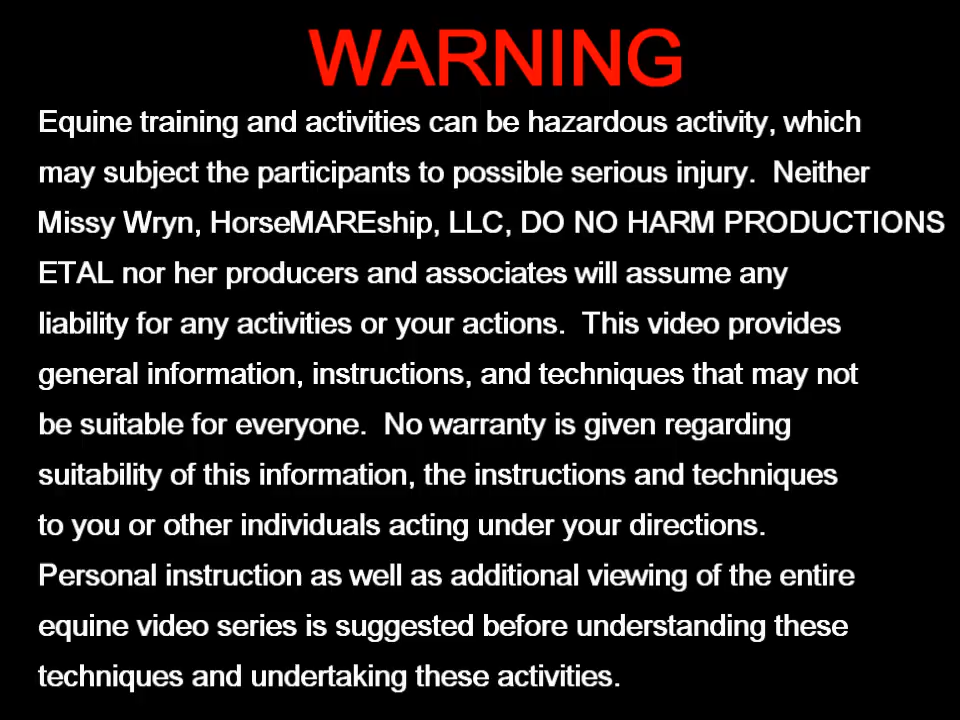 WARNING
Equine training and activities can be hazardous activity, which
may subject the participants to possible serious injury.  Neither
Missy Wryn, HorseMAREship, LLC, DO NO HARM PRODUCTIONS
ETAL nor her producers and associates will assume any
liability for any activities or your actions.  This video provides
general information, instructions, and techniques that may not
be suitable for everyone.  No warranty is given regarding
suitability of this information, the instructions and techniques
to you or other individuals acting under your directions.
Personal instruction as well as additional viewing of the entire
equine video series is suggested before understanding these
techniques and undertaking these activities.